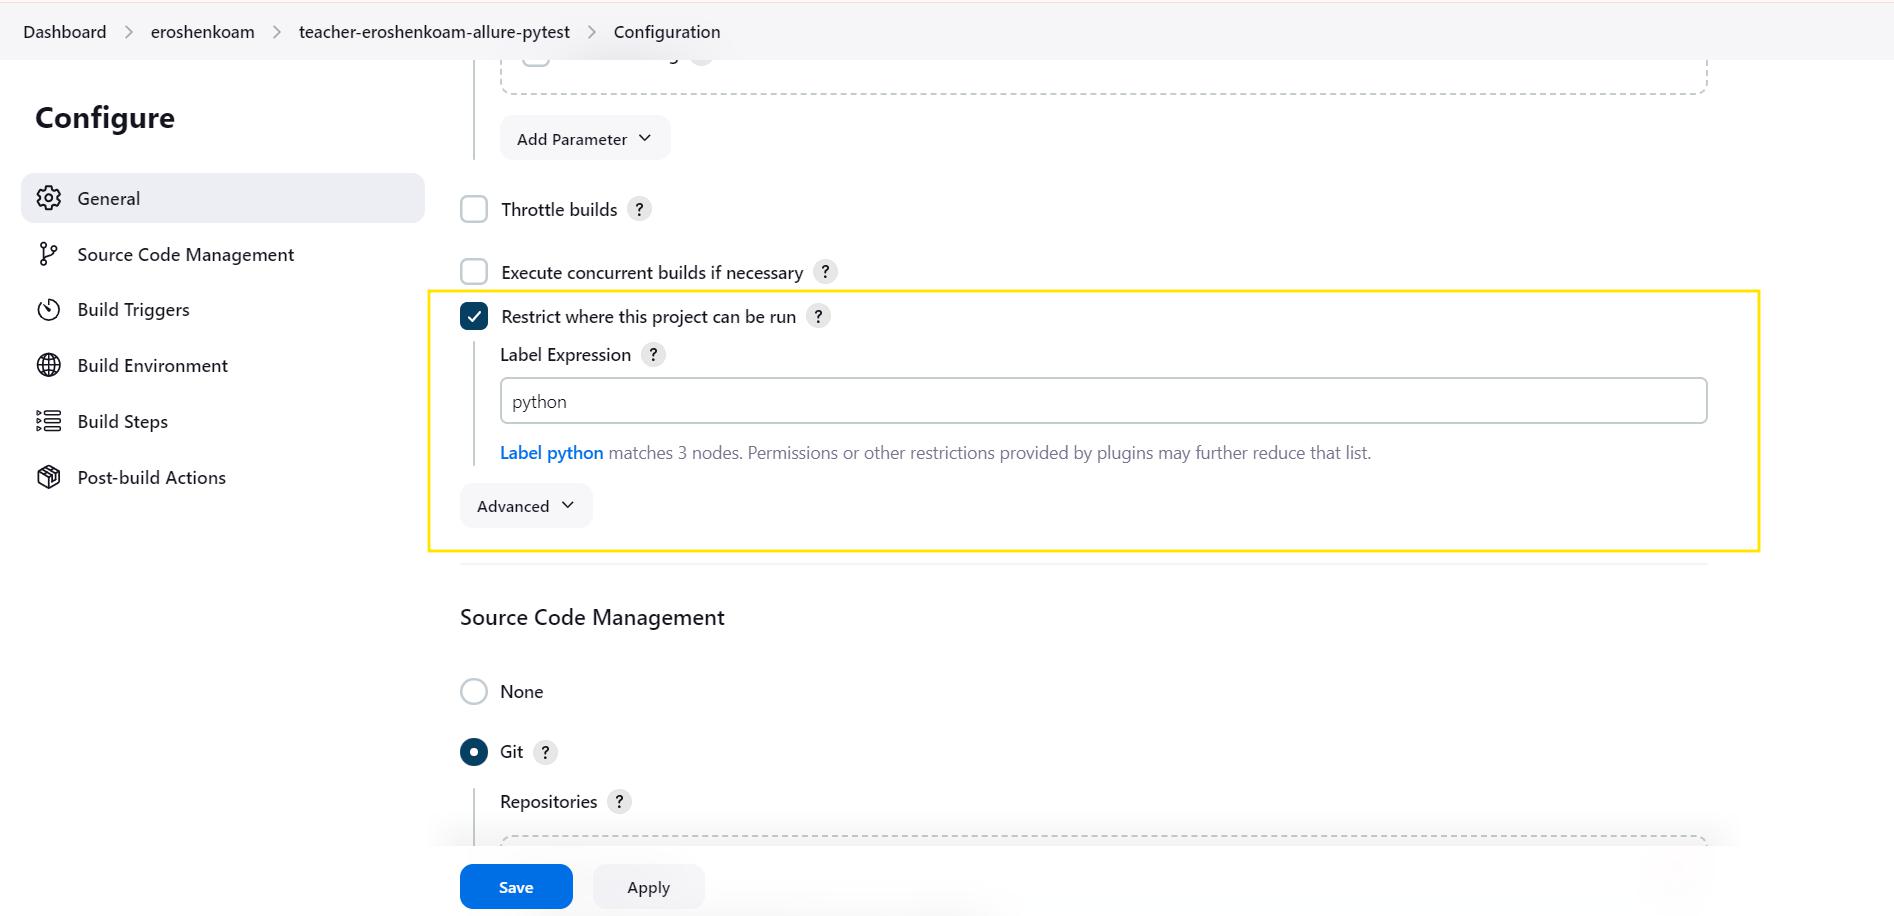 Dashboard > eroshenkoam > teacher-eroshenkoam-allure-pytest > Configuration
Configure
General
Source Code Management
Build Triggers
Build Environment
Build Steps
Post-build Actions
Add Parameter
Throttle builds ?
Execute concurrent builds if necessary ?
Restrict where this project can be run ?
Label Expression ?
python
Label python matches 3 nodes. Permissions or other restrictions provided by plugins may further reduce that list.
Advanced
Source Code Management
None
Git ?
Repositories ?
Save Apply